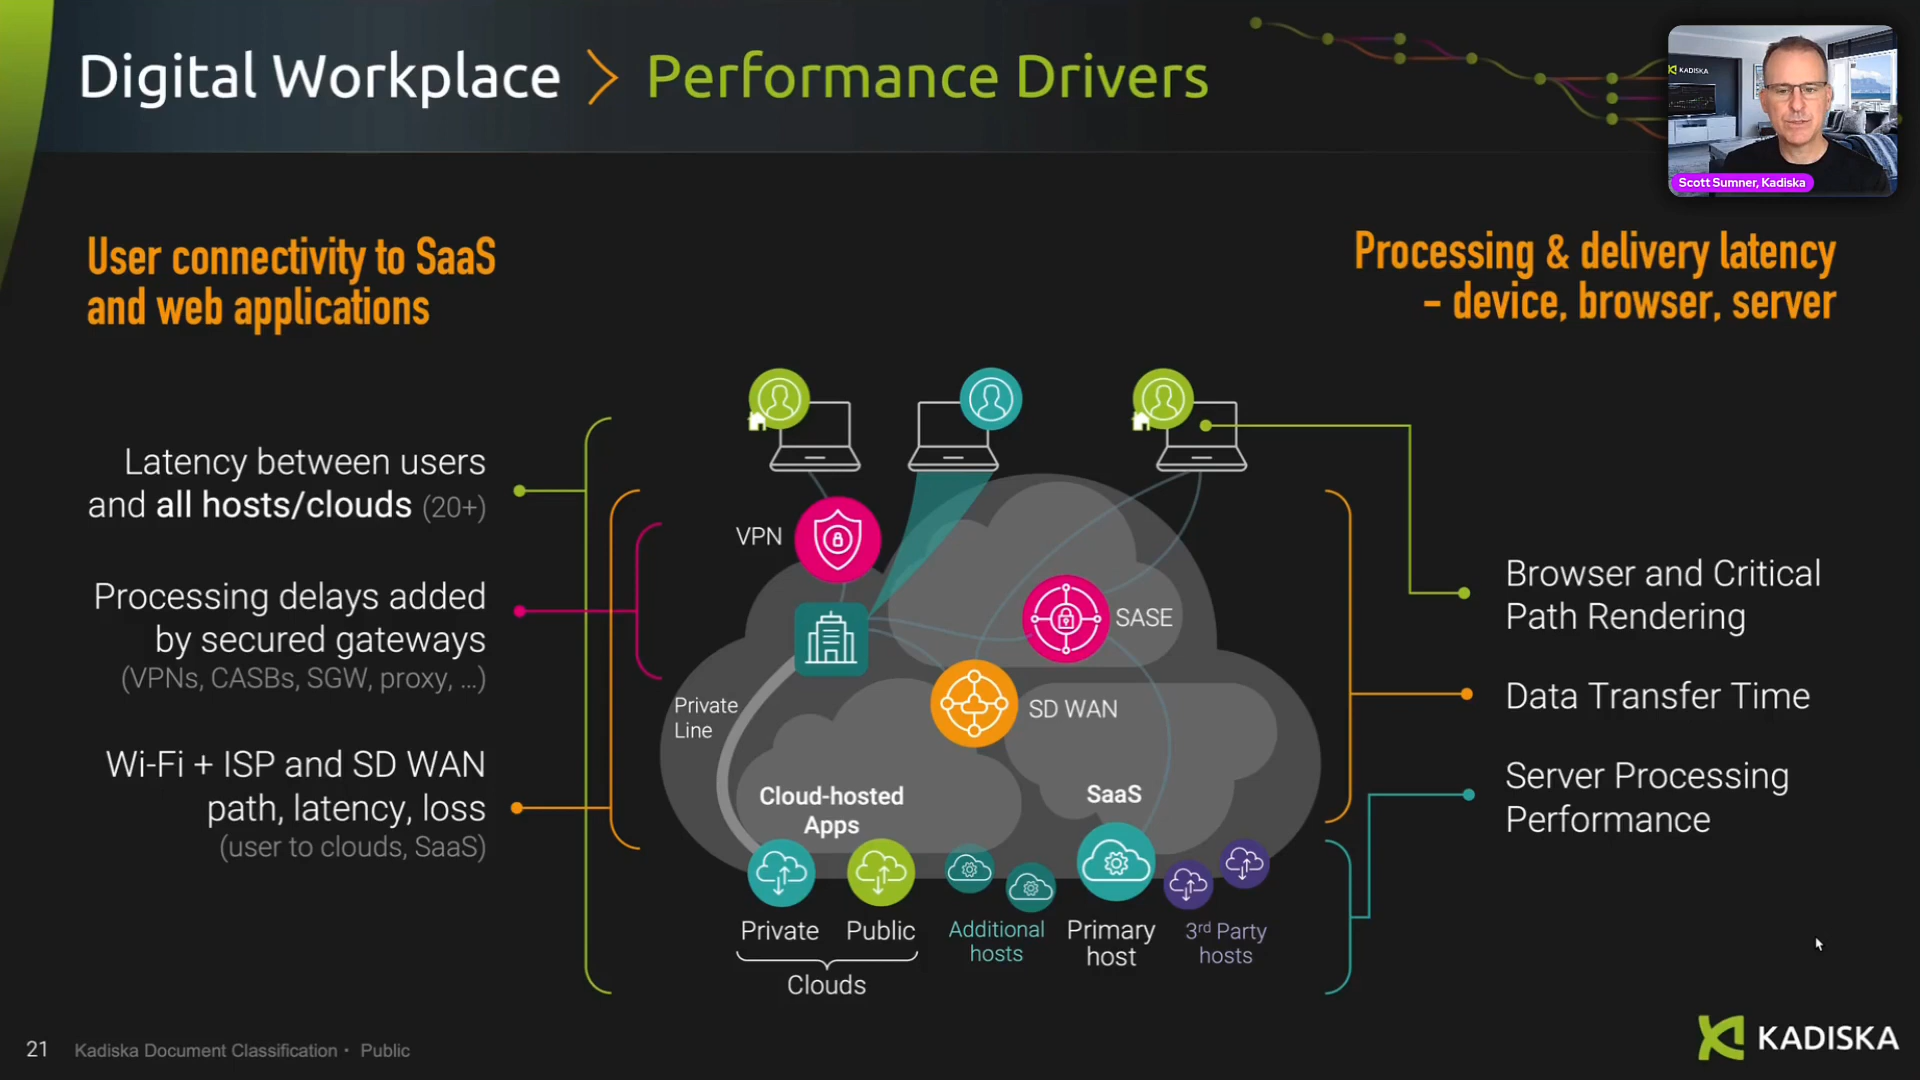 Digital Workplace > Performance Drivers
KADISKA
Scott Sumner, Kadiska
User connectivity to SaaS
and web applications
Processing & delivery latency
– device, browser, server
Latency between users
and all hosts/clouds (20+)
Processing delays added
by secured gateways
(VPNs, CASBs, SGW, proxy, ...)
Wi-Fi + ISP and SD WAN
path, latency, loss
(user to clouds, SaaS)
VPN
SASE
SD WAN
Private
Line
Cloud-hosted
Apps
SaaS
Private
Public
Clouds
Additional
hosts
Primary
host
3rd Party
hosts
Browser and Critical
Path Rendering
Data Transfer Time
Server Processing
Performance
21
Kadiska Document Classification • Public
KADISKA